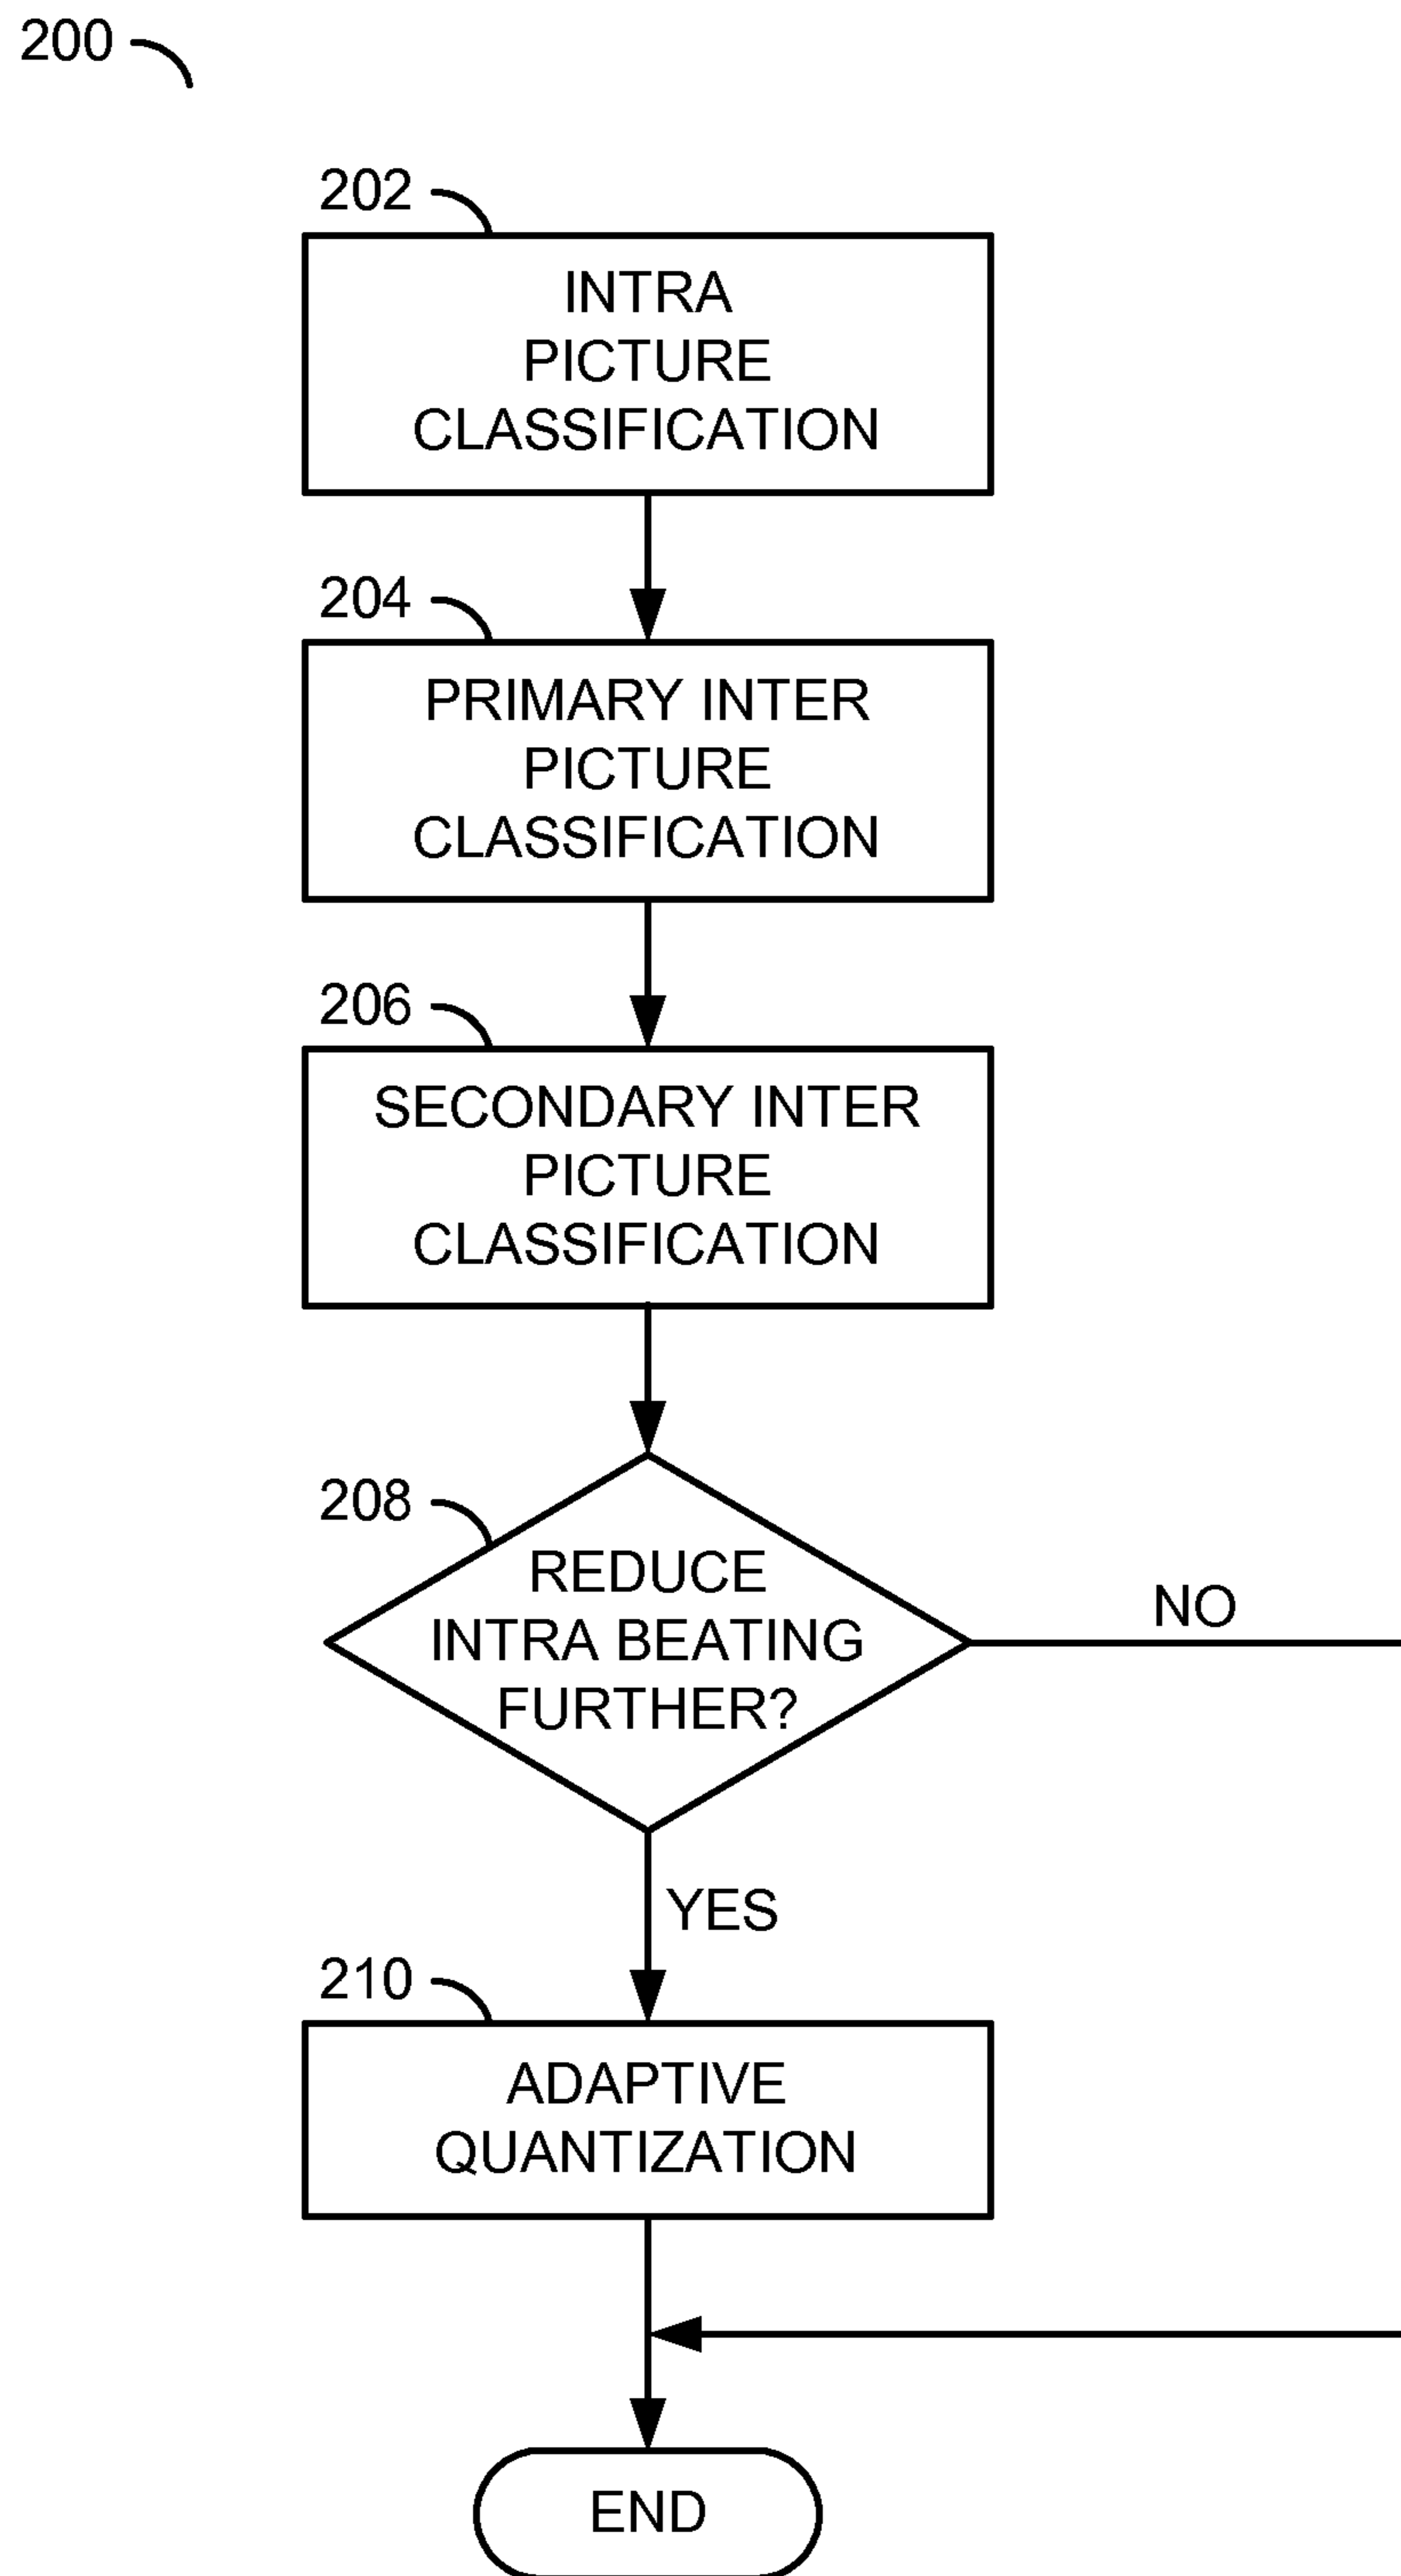 200
202
INTRA
PICTURE
CLASSIFICATION
204
PRIMARY INTER
PICTURE
CLASSIFICATION
206
SECONDARY INTER
PICTURE
CLASSIFICATION
208
REDUCE
INTRA BEATING
FURTHER?
NO
YES
210
ADAPTIVE
QUANTIZATION
END